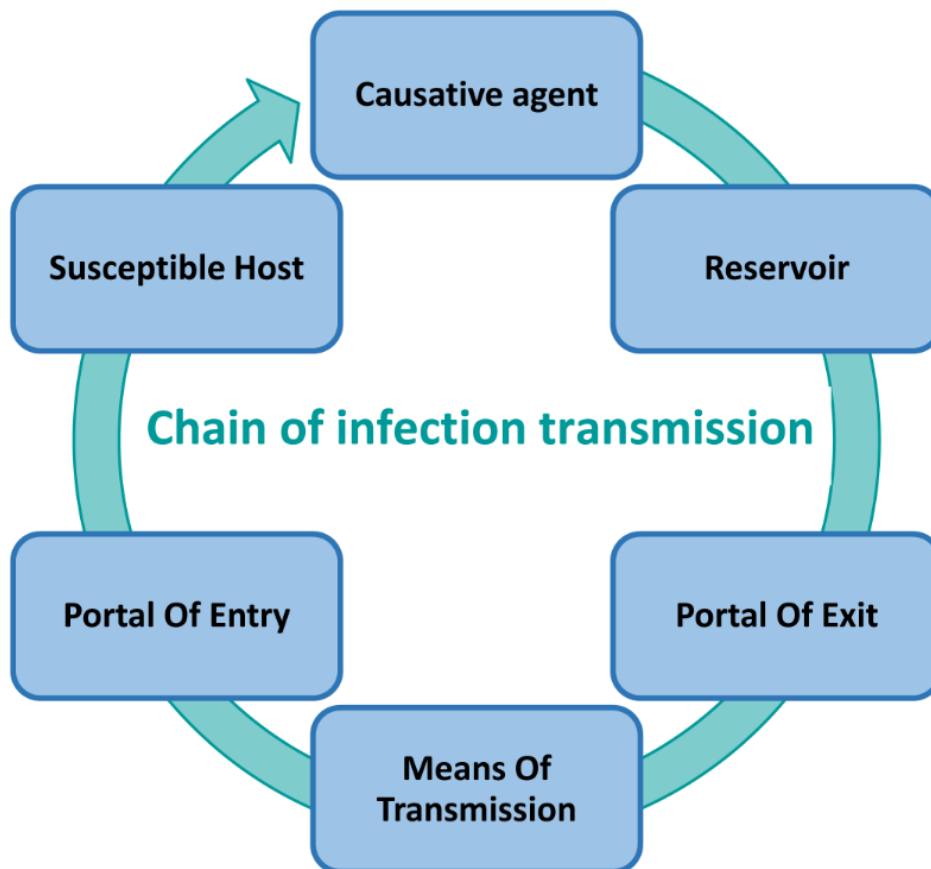 Causative agent
Reservoir
Portal Of Exit
Means Of
Transmission
Portal Of Entry
Susceptible Host
Chain of infection transmission